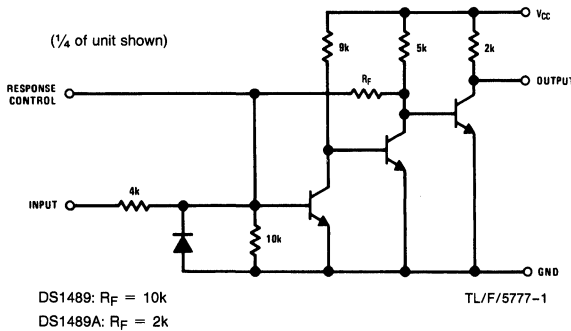 (¼ of unit shown)
VCC
9k
5k
2k
RF
RESPONSE
CONTROL
OUTPUT
4k
INPUT
10k
GND
DS1489: RF = 10k
TL/F/5777–1
DS1489A: RF = 2k